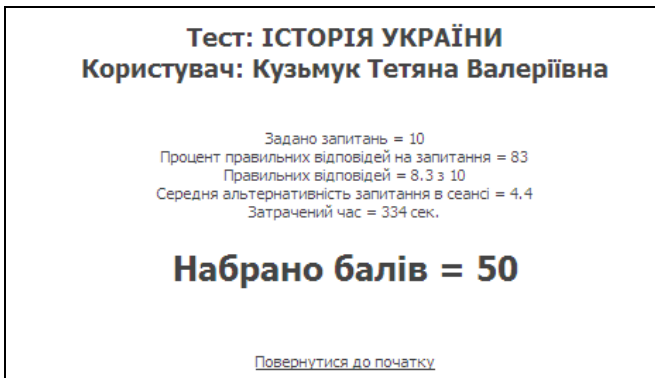 Тест: ІСТОРІЯ УКРАЇНИ
Користувач: Кузьмук Тетяна Валеріївна
Задано запитань = 10
Процент правильних відповідей на запитання = 83
Правильних відповідей = 8.3 з 10
Середня альтернативність запитання в сеансі = 4.4
Затрачений час = 334 сек.
Набрано балів = 50
Повернутися до початку